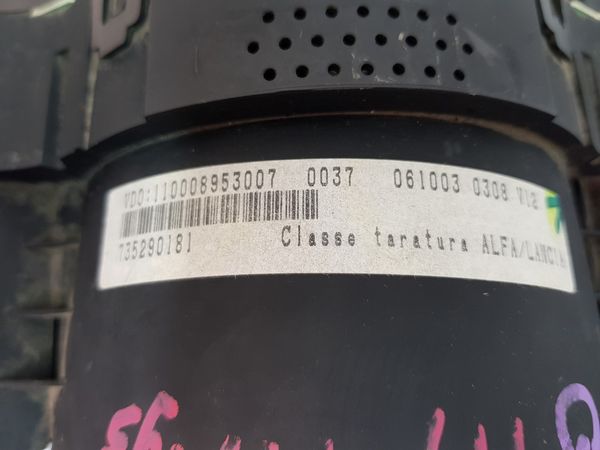 VDO:110008953007 0037 061003 0308 V12
735290181 Classe taratura ALFA/LANCIA